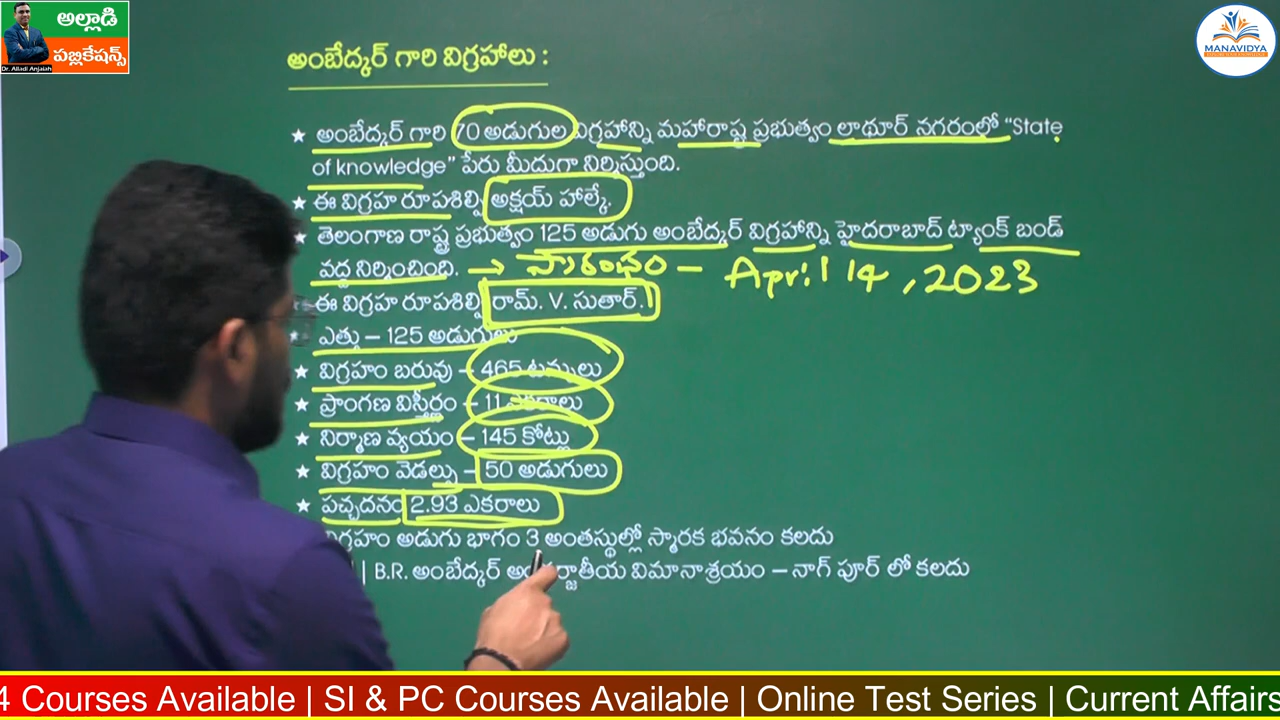 అల్లాడి
పబ్లికేషన్స్
Dr. Alladi Anjaiah
MANAVIDYA
అంబేద్కర్ గారి విగ్రహాలు :
★ అంబేద్కర్ గారి 70 అడుగుల విగ్రహాన్ని మహారాష్ట్ర ప్రభుత్వం లాథూర్ నగరంలో “State
of knowledge” పేరు మీదుగా నిర్మిస్తుంది.
★ ఈ విగ్రహ రూపశిల్పి అక్షయ్ హల్కే.
★ తెలంగాణ రాష్ట్ర ప్రభుత్వం 125 అడుగు అంబేద్కర్ విగ్రహాన్ని హైదరాబాద్ ట్యాంక్ బండ్
వద్ద నిర్మించింది. → ప్రారంభం – April 14, 2023
★ ఈ విగ్రహ రూపశిల్పి రామ్. V. సుతార్.
★ ఎత్తు – 125 అడుగులు
★ విగ్రహం బరువు – 465 టన్నులు
★ ప్రాంగణ విస్తీర్ణం – 11 ఎకరాలు
★ నిర్మాణ వ్యయం – 145 కోట్లు
★ విగ్రహం వెడల్పు – 50 అడుగులు
★ పచ్చదనం 2.93 ఎకరాలు
విగ్రహం అడుగు భాగం 3 అంతస్థుల్లో స్మారక భవనం కలదు
| B.R. అంబేద్కర్ అంతర్జాతీయ విమానాశ్రయం – నాగ్ పూర్ లో కలదు
4 Courses Available | SI & PC Courses Available | Online Test Series | Current Affairs